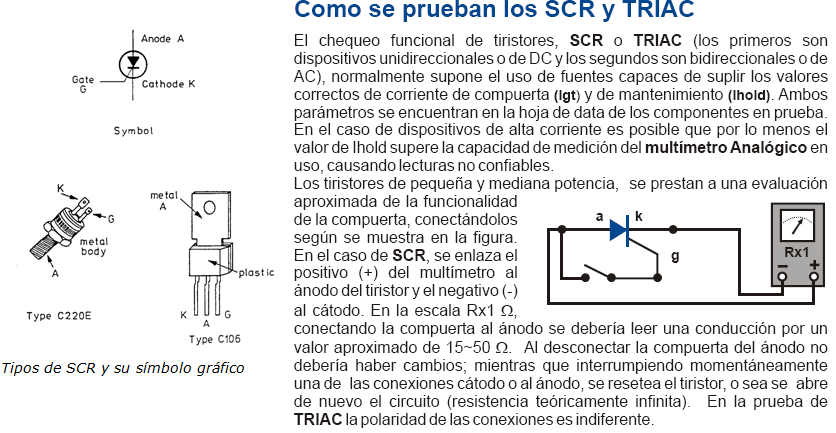 Como se prueban los SCR y TRIAC
El chequeo funcional de tiristores, SCR o TRIAC (los primeros son
dispositivos unidireccionales o de DC y los segundos son bidireccionales o de
AC), normalmente supone el uso de fuentes capaces de suplir los valores
correctos de corriente de compuerta (Igt) y de mantenimiento (Ihold). Ambos
parámetros se encuentran en la hoja de data de los componentes en prueba.
En el caso de dispositivos de alta corriente es posible que por lo menos el
valor de Ihold supere la capacidad de medición del multímetro Analógico en
uso, causando lecturas no confiables.
Los tiristores de pequeña y mediana potencia, se prestan a una evaluación
aproximada de la funcionalidad
de la compuerta, conectándolos
según se muestra en la figura.
En el caso de SCR, se enlaza el
positivo (+) del multímetro al
ánodo del tiristor y el negativo (-)
al cátodo. En la escala Rx1 Ω,
conectando la compuerta al ánodo se debería leer una conducción por un
valor aproximado de 15~50 Ω. Al desconectar la compuerta del ánodo no
debería haber cambios; mientras que interrumpiendo momentáneamente
una de las conexiones cátodo o al ánodo, se resetea el tiristor, o sea se abre
de nuevo el circuito (resistencia teóricamente infinita). En la prueba de
TRIAC la polaridad de las conexiones es indiferente.
a k
g
Rx1
− +
Anode A
Gate
G
Cathode K
Symbol
K
G
metal
body
A
Type C220E
metal
A
plastic
K A G
Type C106
Tipos de SCR y su símbolo gráfico